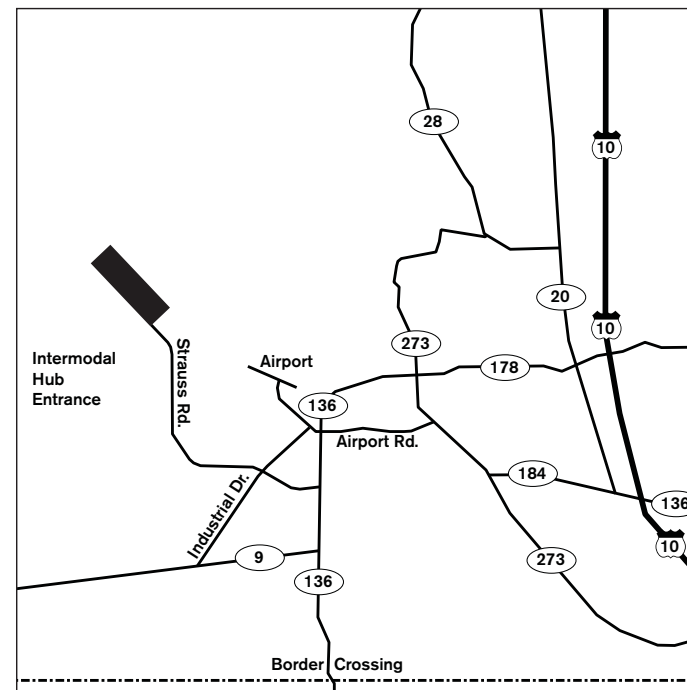 28
10
20
10
273
178
Airport
Intermodal
Hub
Entrance
Strauss Rd.
136
Airport Rd.
184
136
Industrial Dr.
10
9
273
136
Border Crossing